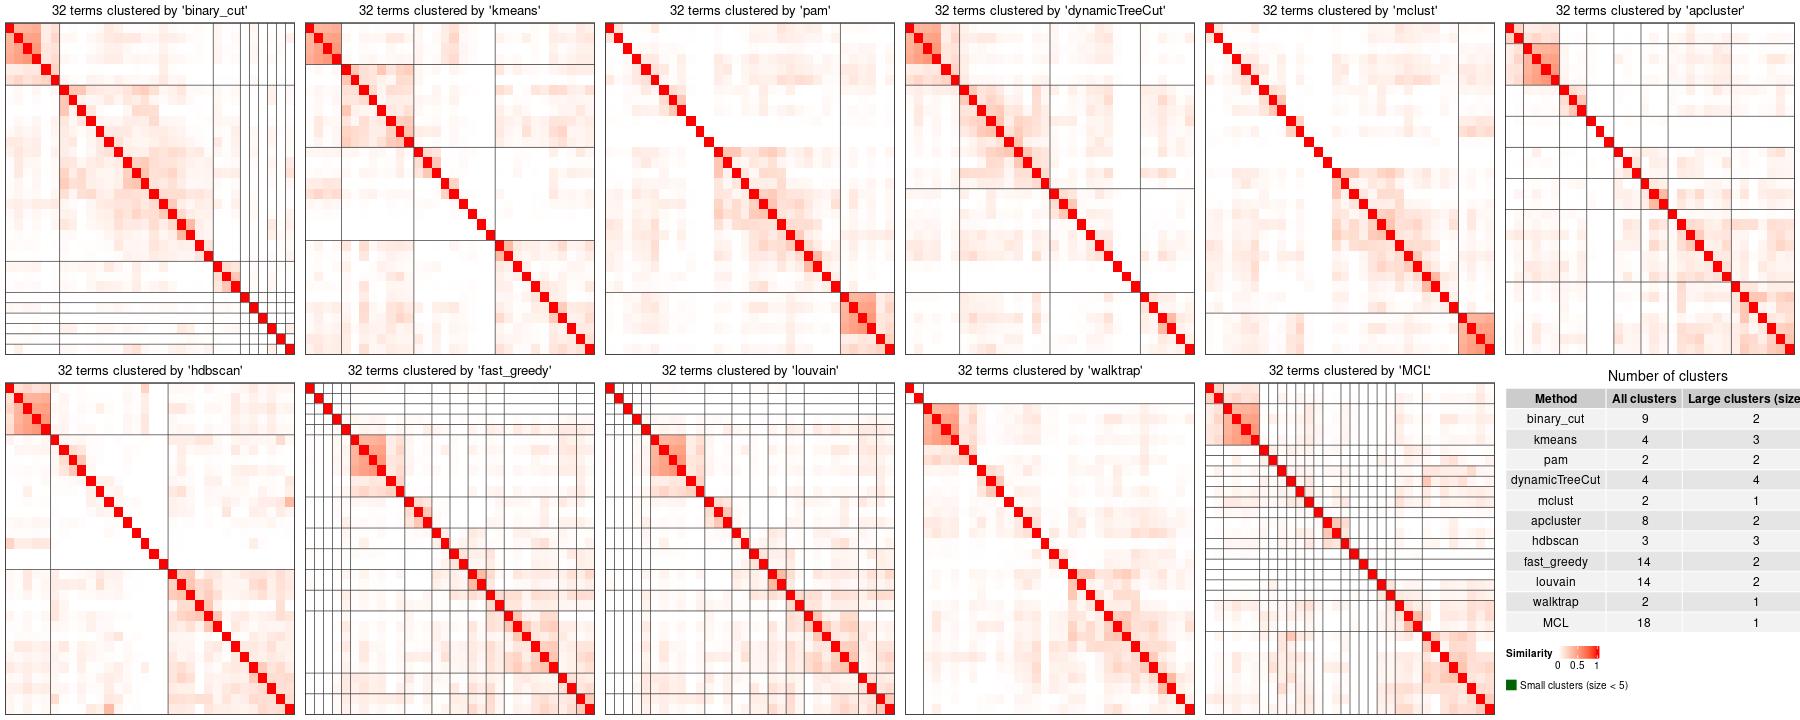 32 terms clustered by 'binary_cut'
32 terms clustered by 'kmeans'
32 terms clustered by 'pam'
32 terms clustered by 'dynamicTreeCut'
32 terms clustered by 'mclust'
32 terms clustered by 'apcluster'
32 terms clustered by 'hdbscan'
32 terms clustered by 'fast_greedy'
32 terms clustered by 'louvain'
32 terms clustered by 'walktrap'
32 terms clustered by 'MCL'
Number of clusters
Method All clusters Large clusters (size
binary_cut 9 2
kmeans 4 3
pam 2 2
dynamicTreeCut 4 4
mclust 2 1
apcluster 8 2
hdbscan 3 3
fast_greedy 14 2
louvain 14 2
walktrap 2 1
MCL 18 1
Similarity
0 0.5 1
Small clusters (size < 5)